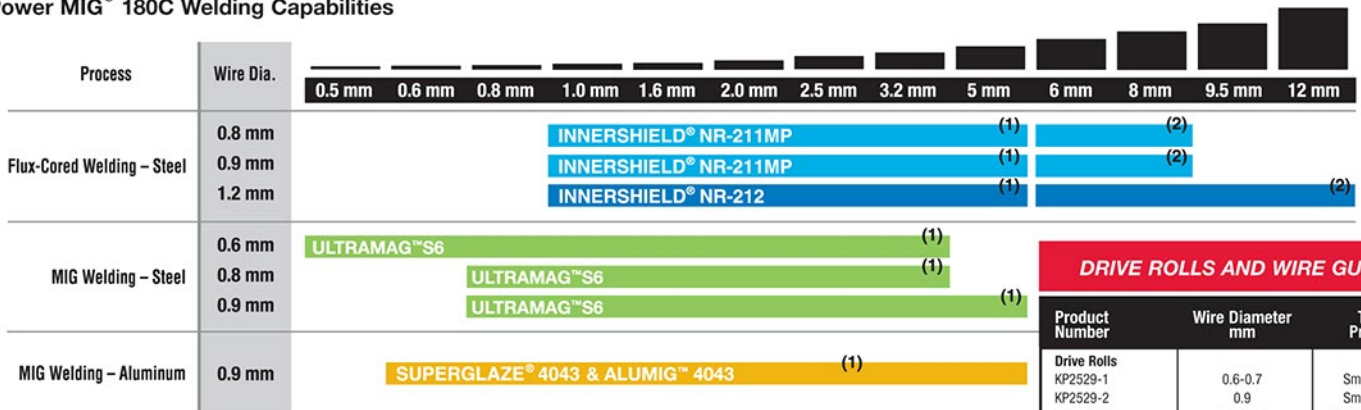 Power MIG® 180C Welding Capabilities
Process Wire Dia. 0.5 mm 0.6 mm 0.8 mm 1.0 mm 1.6 mm 2.0 mm 2.5 mm 3.2 mm 5 mm 6 mm 8 mm 9.5 mm 12 mm
Flux-Cored Welding – Steel
0.8 mm INNERSHIELD® NR-211MP (1) (2)
0.9 mm INNERSHIELD® NR-211MP (1) (2)
1.2 mm INNERSHIELD® NR-212 (1) (2)
MIG Welding – Steel
0.6 mm ULTRAMAG™S6 (1)
0.8 mm ULTRAMAG™S6 (1)
0.9 mm ULTRAMAG™S6 (1)
MIG Welding – Aluminum 0.9 mm SUPERGLAZE® 4043 & ALUMIG™ 4043 (1)
DRIVE ROLLS AND WIRE GU
Product Number Wire Diameter mm
Drive Rolls
KP2529-1 0.6-0.7 Sm
KP2529-2 0.9 Sm